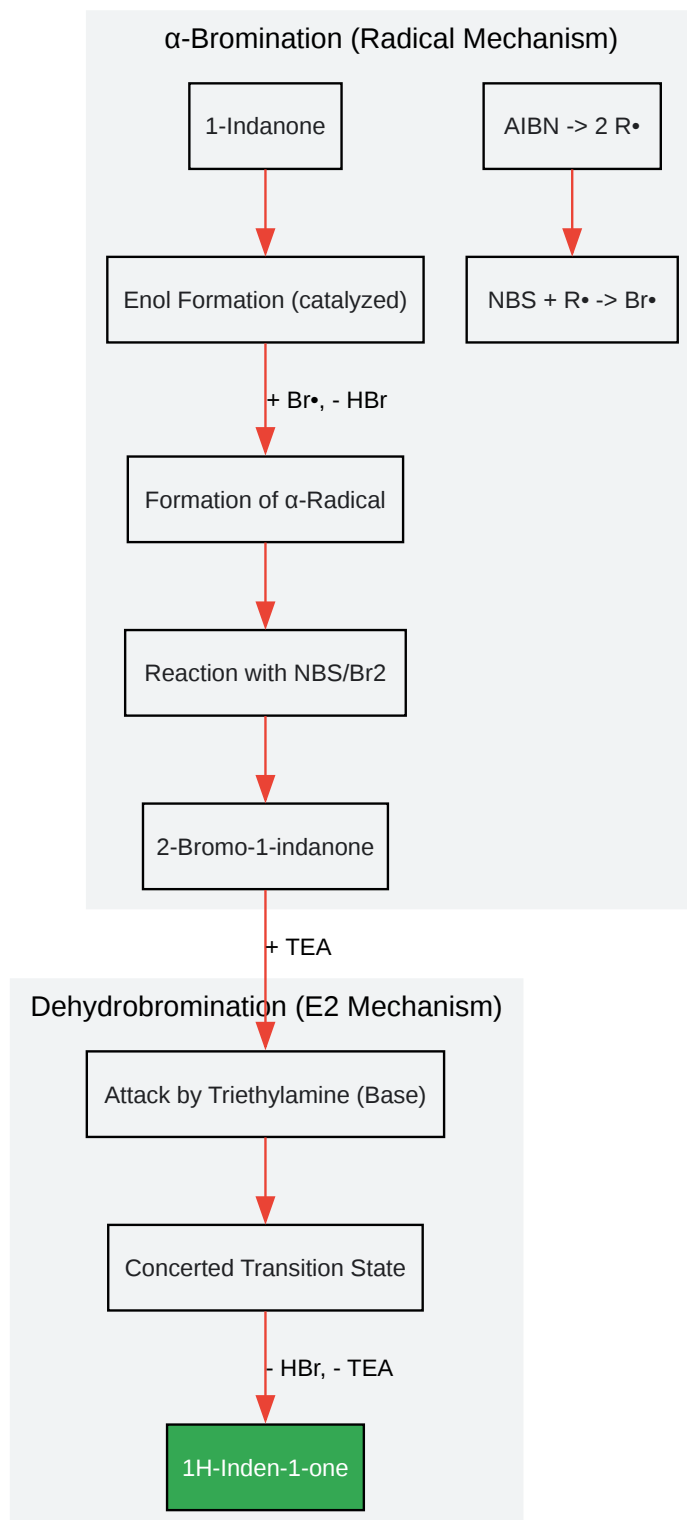 α-Bromination (Radical Mechanism)
1-Indanone
AIBN -> 2 R•
Enol Formation (catalyzed)
NBS + R• -> Br•
+ Br•, - HBr
Formation of α-Radical
Reaction with NBS/Br2
2-Bromo-1-indanone
+ TEA
Dehydrobromination (E2 Mechanism)
Attack by Triethylamine (Base)
Concerted Transition State
- HBr, - TEA
1H-Inden-1-one